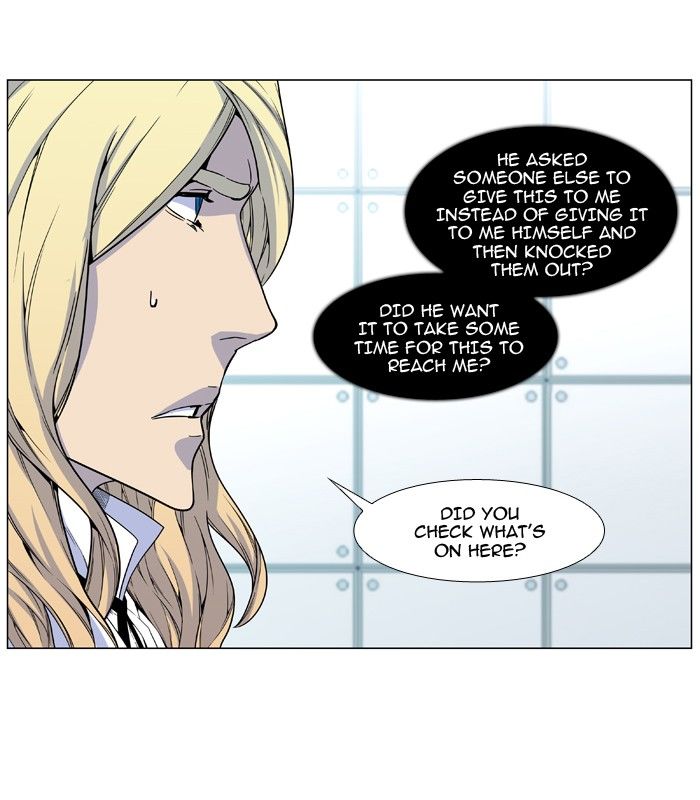 HE ASKED
SOMEONE ELSE TO
GIVE THIS TO ME
INSTEAD OF GIVING IT
TO ME HIMSELF AND
THEN KNOCKED
THEM OUT?
DID HE WANT
IT TO TAKE SOME
TIME FOR THIS TO
REACH ME?
DID YOU
CHECK WHAT'S
ON HERE?